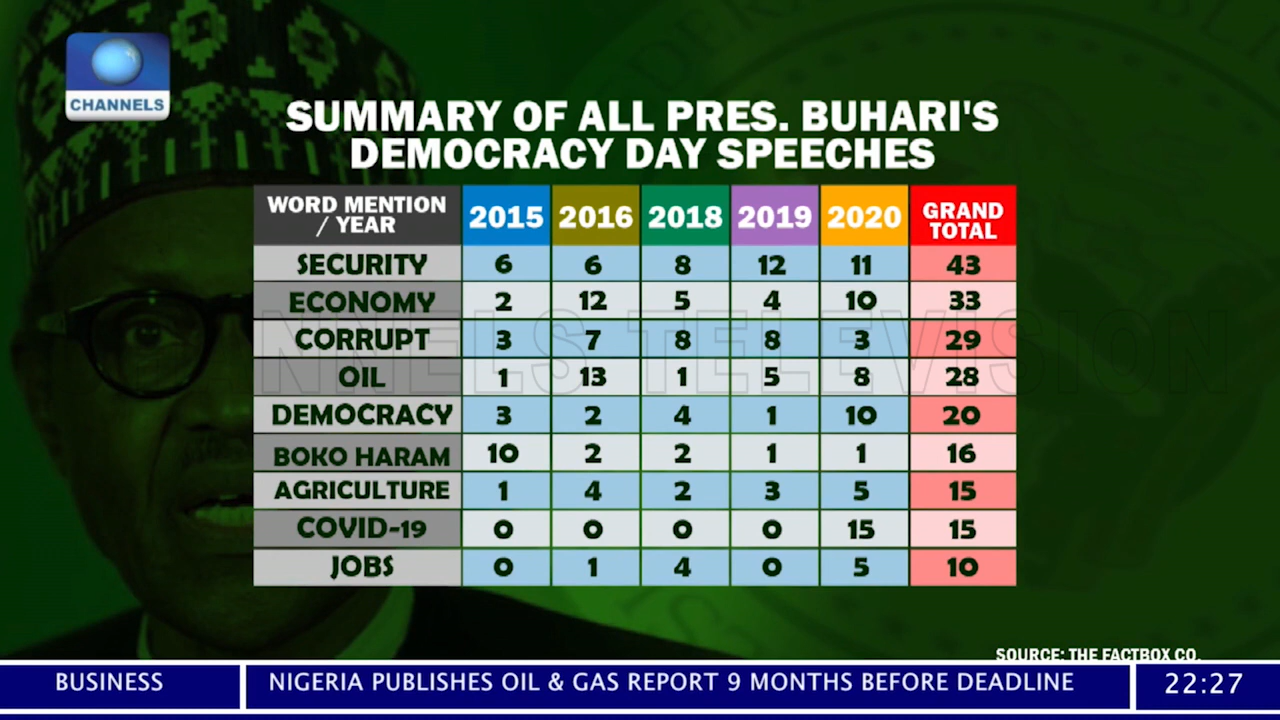 CHANNELS
SUMMARY OF ALL PRES. BUHARI'S
DEMOCRACY DAY SPEECHES
WORD MENTION / YEAR 2015 2016 2018 2019 2020 GRAND TOTAL
SECURITY 6 6 8 12 11 43
ECONOMY 2 12 5 4 10 33
CORRUPT 3 7 8 8 3 29
OIL 1 13 1 5 8 28
DEMOCRACY 3 2 4 1 10 20
BOKO HARAM 10 2 2 1 1 16
AGRICULTURE 1 4 2 3 5 15
COVID-19 0 0 0 0 15 15
JOBS 0 1 4 0 5 10
CHANNELS TELEVISION
SOURCE: THE FACTBOX CO.
BUSINESS NIGERIA PUBLISHES OIL & GAS REPORT 9 MONTHS BEFORE DEADLINE 22:27